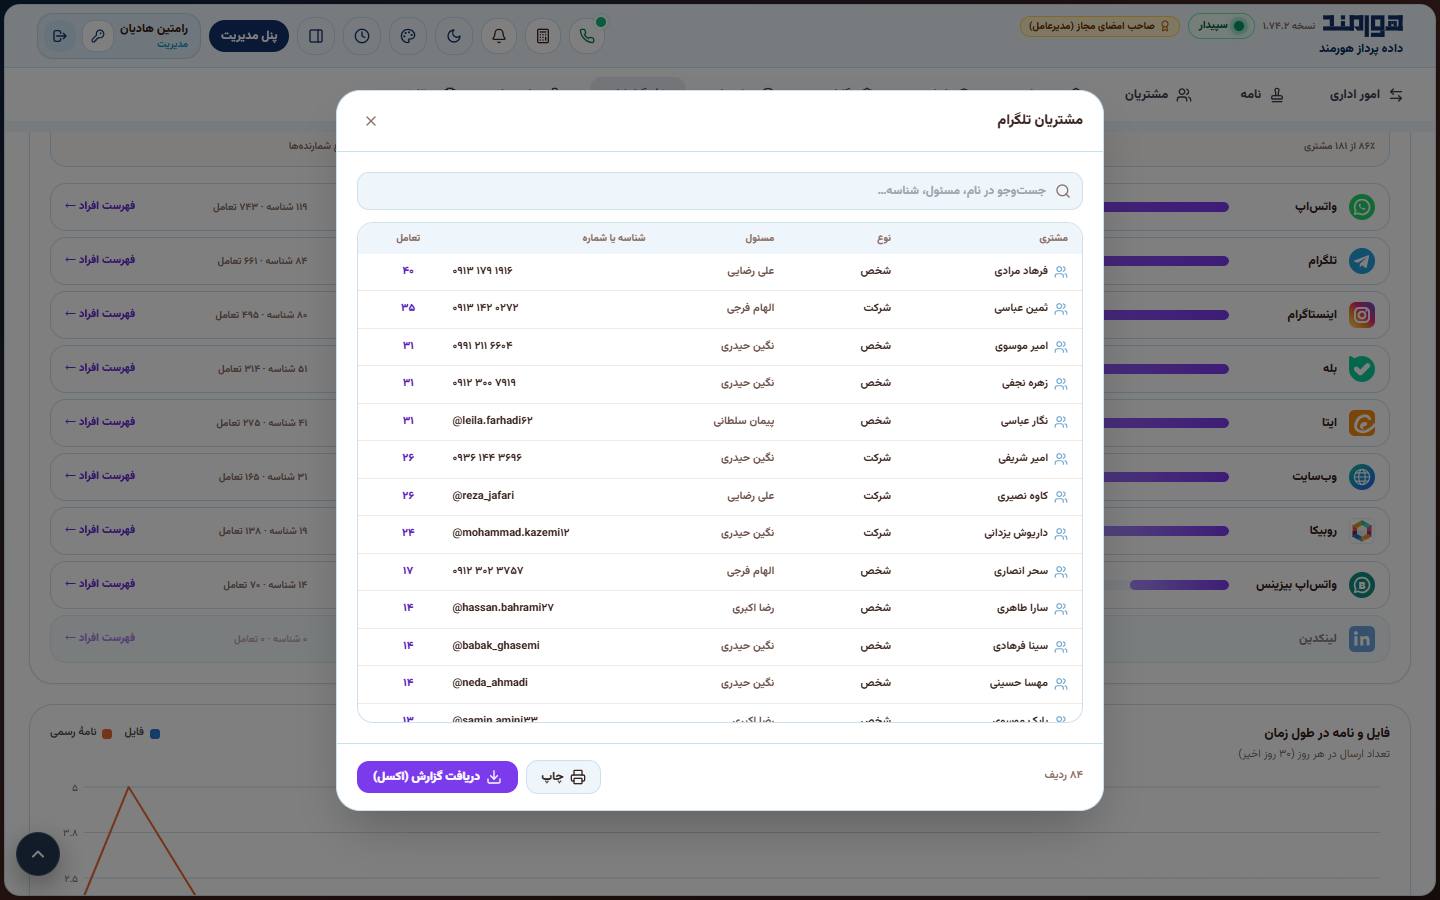 هورمند
داده پرداز هورمند
نسخه ۱.۷۴.۲
سپیدار
صاحب امضای مجاز (مدیرعامل)
پنل مدیریت
رامتین هادیان
مدیریت
امور اداری
نامه
مشتریان
۸۶٪ از ۱۸۱ مشتری
شمارنده‌ها
مشتریان تلگرام
جست‌وجو در نام، مسئول، شناسه...
مشتری نوع مسئول شناسه یا شماره تعامل
فرهاد مرادی شخص علی رضایی ۰۹۱۳ ۱۷۹ ۱۹۱۶ ۴۰
ثمین عباسی شرکت الهام فرجی ۰۹۱۳ ۱۴۲ ۰۲۷۲ ۳۵
امیر موسوی شخص نگین حیدری ۰۹۹۱ ۲۱۱ ۶۶۰۴ ۳۱
زهره نجفی شخص نگین حیدری ۰۹۱۲ ۳۰۰ ۷۹۱۹ ۳۱
نگار عباسی شخص پیمان سلطانی @leila.farhadi۶۲ ۳۱
امیر شریفی شرکت نگین حیدری ۰۹۳۶ ۱۴۴ ۳۶۹۶ ۲۶
کاوه نصیری شرکت علی رضایی @reza_jafari ۲۶
داریوش یزدانی شرکت نگین حیدری @mohammad.kazemi۱۲ ۲۴
سحر انصاری شخص الهام فرجی ۰۹۱۲ ۳۰۲ ۳۷۵۷ ۱۷
سارا طاهری شخص رضا اکبری @hassan.bahrami۲۷ ۱۴
سینا فرهادی شخص نگین حیدری @babak_ghasemi ۱۴
مهسا حسینی شخص نگین حیدری @neda_ahmadi ۱۴
بابک موسوی شخص رضا اکبری @samin.amini۳۳ ۱۳
۸۴ ردیف
چاپ
دریافت گزارش (اکسل)
واتس‌اپ ۱۱۹ شناسه · ۷۴۳ تعامل فهرست افراد ←
تلگرام ۸۴ شناسه · ۶۶۱ تعامل فهرست افراد ←
اینستاگرام ۸۰ شناسه · ۴۹۵ تعامل فهرست افراد ←
بله ۵۱ شناسه · ۳۱۴ تعامل فهرست افراد ←
ایتا ۴۱ شناسه · ۲۷۵ تعامل فهرست افراد ←
وب‌سایت ۳۱ شناسه · ۱۶۵ تعامل فهرست افراد ←
روبیکا ۱۹ شناسه · ۱۳۸ تعامل فهرست افراد ←
واتس‌اپ بیزینس ۱۴ شناسه · ۷۰ تعامل فهرست افراد ←
لینکدین ۰ شناسه · ۰ تعامل فهرست افراد ←
فایل و نامه در طول زمان
تعداد ارسال در هر روز (۳۰ روز اخیر)
فایل
نامهٔ رسمی
۵
۳.۸
۲.۵